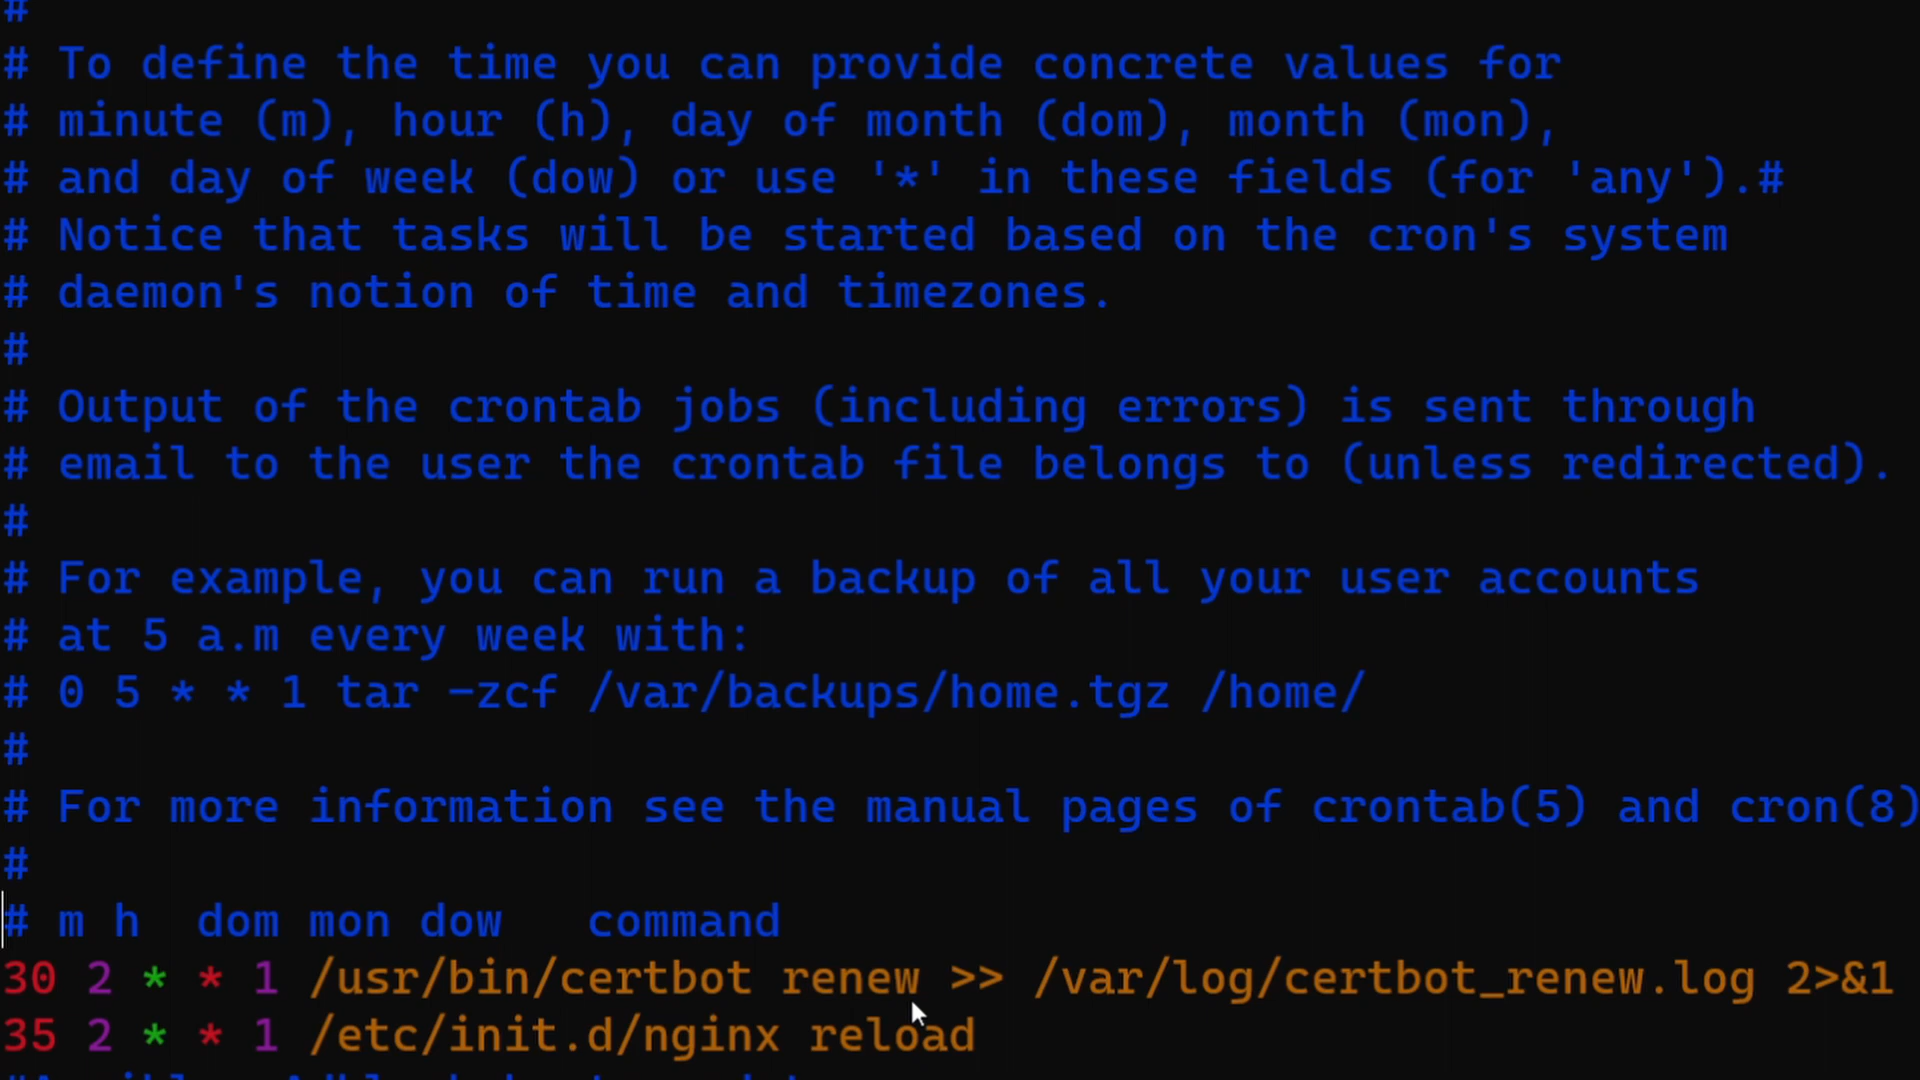 #
# To define the time you can provide concrete values for
# minute (m), hour (h), day of month (dom), month (mon),
# and day of week (dow) or use '*' in these fields (for 'any').#
# Notice that tasks will be started based on the cron's system
# daemon's notion of time and timezones.
#
# Output of the crontab jobs (including errors) is sent through
# email to the user the crontab file belongs to (unless redirected).
#
# For example, you can run a backup of all your user accounts
# at 5 a.m every week with:
# 0 5 * * 1 tar -zcf /var/backups/home.tgz /home/
#
# For more information see the manual pages of crontab(5) and cron(8)
#
# m h  dom mon dow   command
30 2 * * 1 /usr/bin/certbot renew >> /var/log/certbot_renew.log 2>&1
35 2 * * 1 /etc/init.d/nginx reload